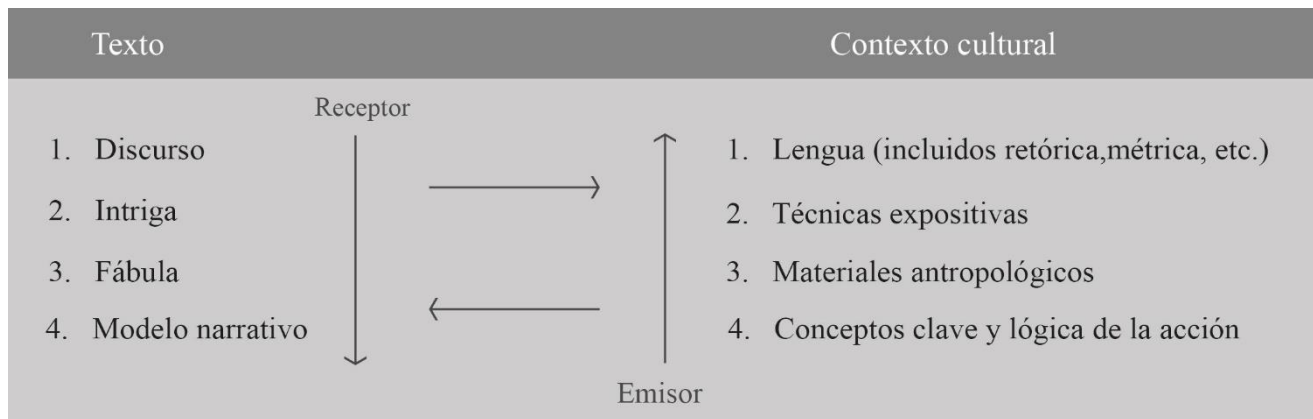 Texto
Contexto cultural
Receptor
1. Discurso
2. Intriga
3. Fábula
4. Modelo narrativo
1. Lengua (incluidos retórica,métrica, etc.)
2. Técnicas expositivas
3. Materiales antropológicos
4. Conceptos clave y lógica de la acción
Emisor